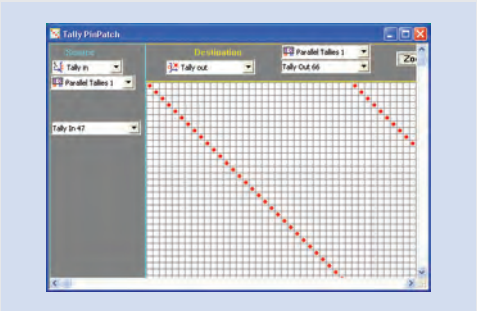 Tally PinPatch
Source
Destination
Parallel Tallies 1
Zoo
Tally in
Tally out
Tally Out 66
Parallel Tallies 1
Tally In 47